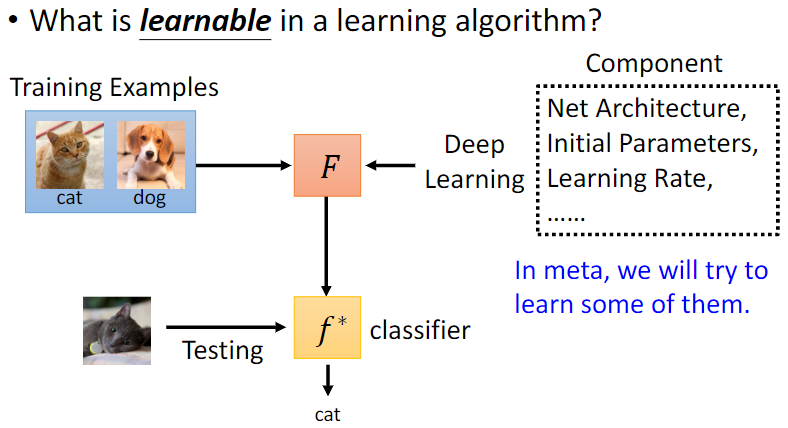 • What is learnable in a learning algorithm?
Training Examples
cat
dog
F
Deep
Learning
Component
Net Architecture,
Initial Parameters,
Learning Rate,
……
In meta, we will try to
learn some of them.
Testing
f*
classifier
cat